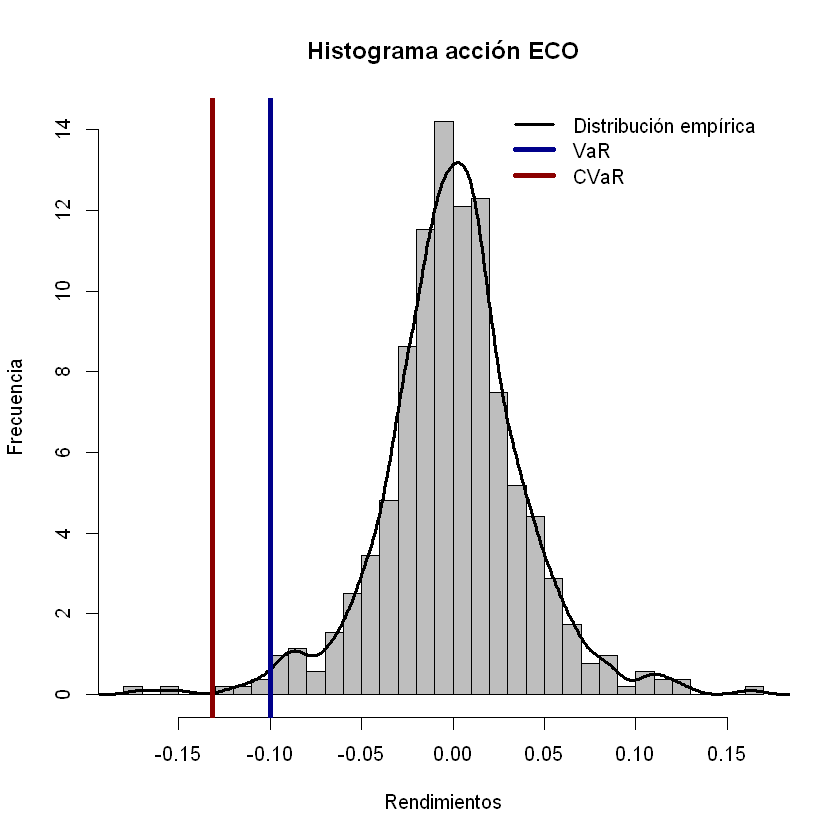 Histograma acción ECO
Distribución empírica
VaR
CVaR
14
12
10
8
6
4
2
0
Frecuencia
-0.15 -0.10 -0.05 0.00 0.05 0.10 0.15
Rendimientos